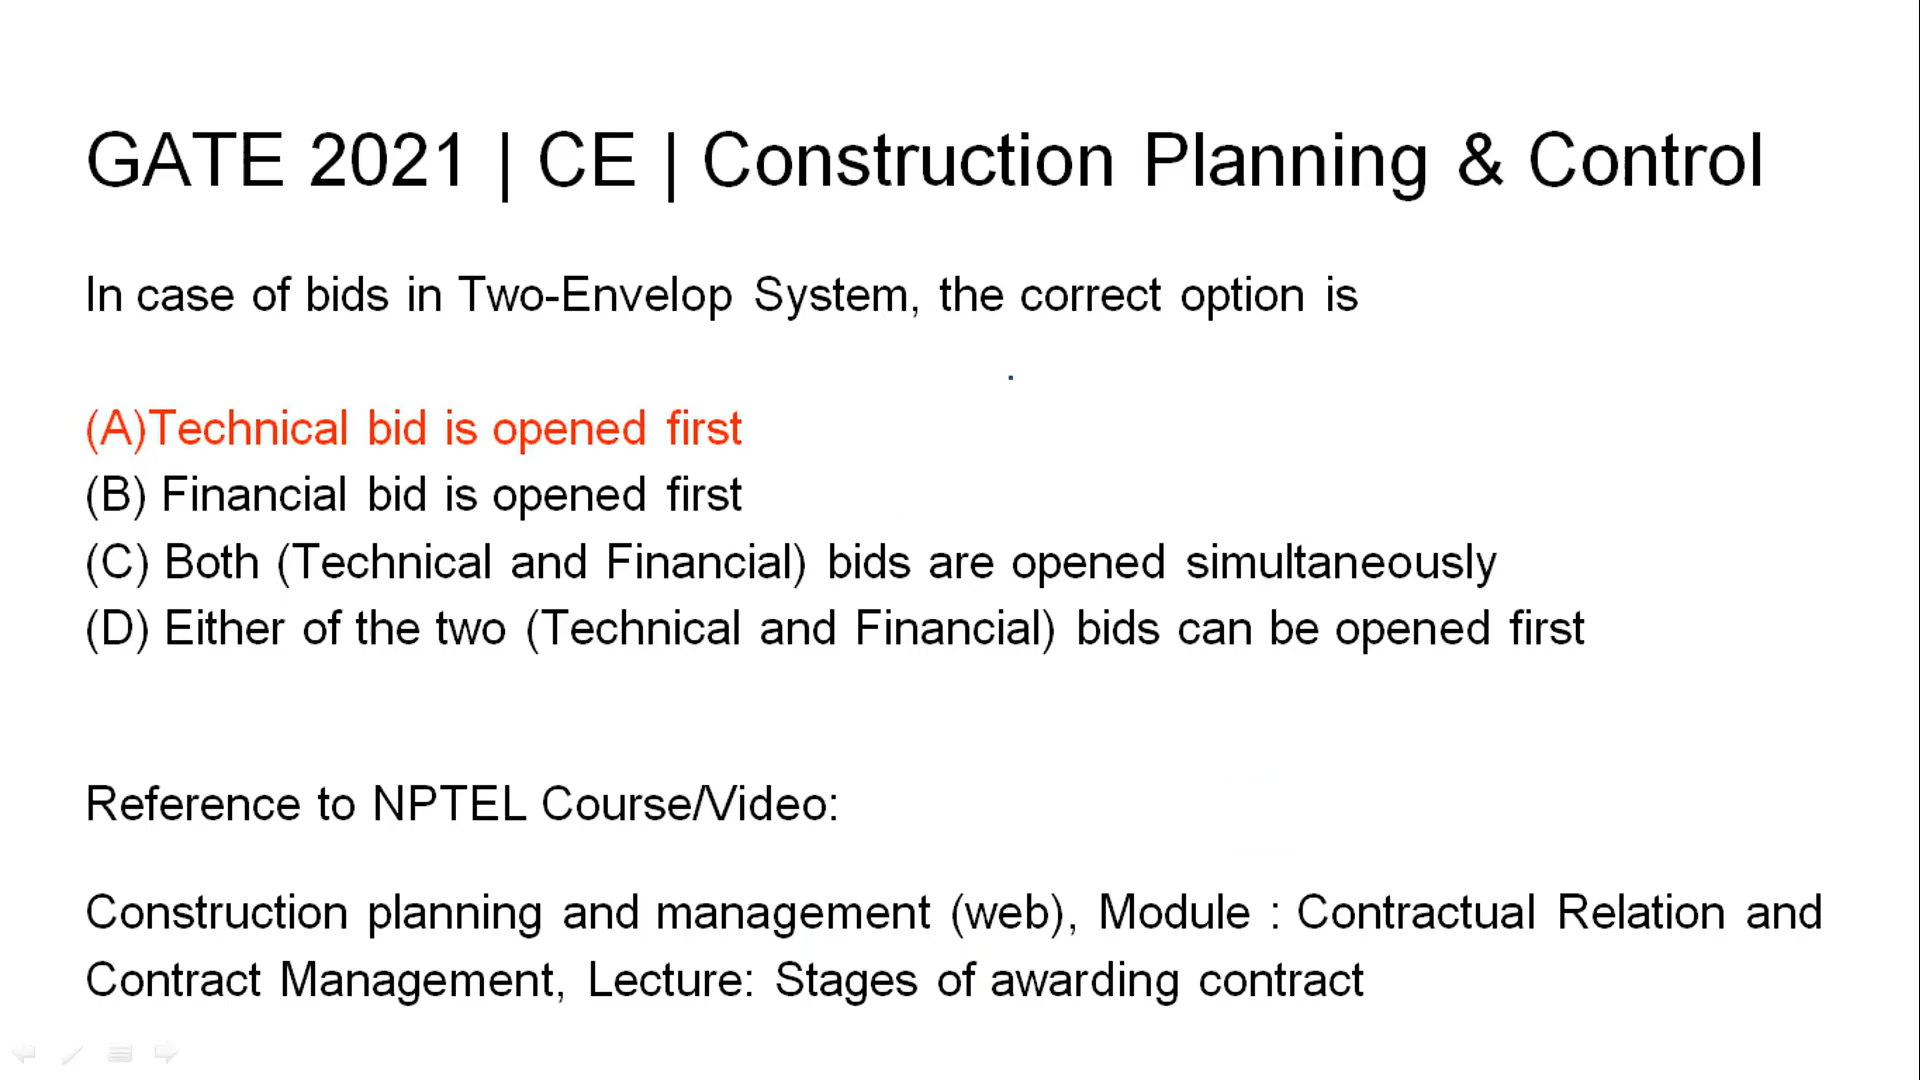 GATE 2021 | CE | Construction Planning & Control
In case of bids in Two-Envelop System, the correct option is
(A)Technical bid is opened first
(B) Financial bid is opened first
(C) Both (Technical and Financial) bids are opened simultaneously
(D) Either of the two (Technical and Financial) bids can be opened first
Reference to NPTEL Course/Video:
Construction planning and management (web), Module : Contractual Relation and
Contract Management, Lecture: Stages of awarding contract